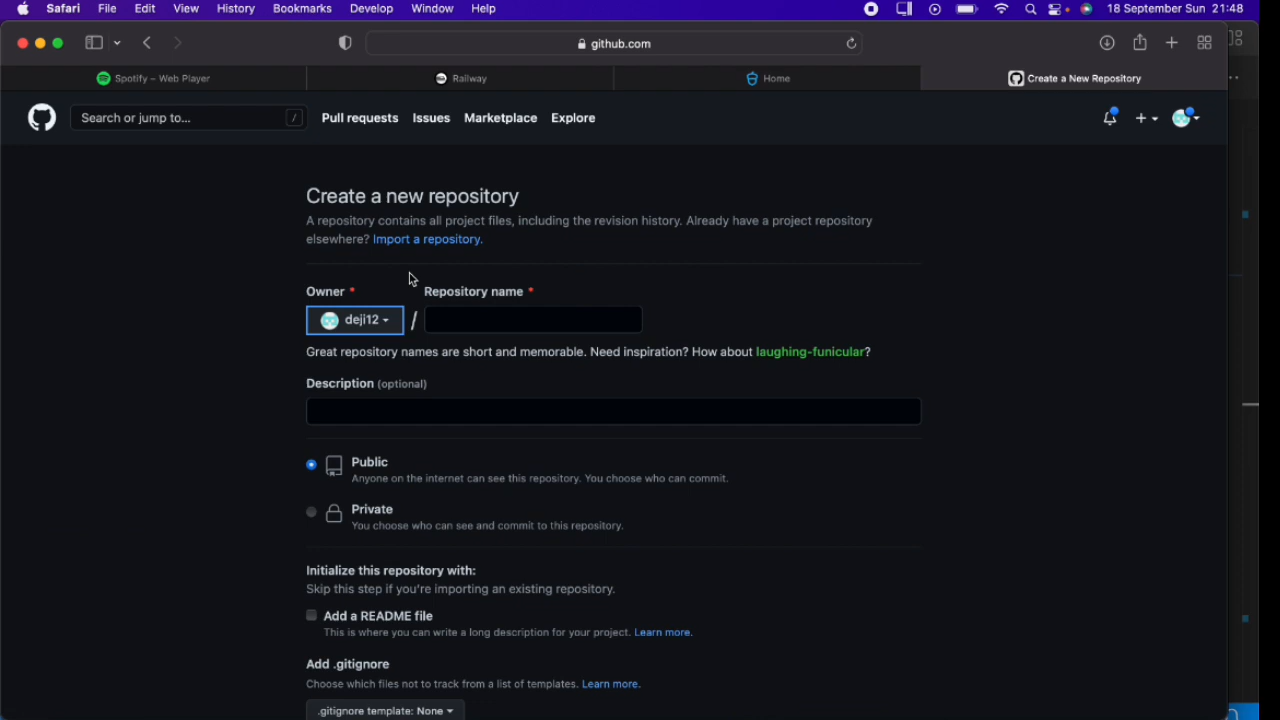 Safari File Edit View History Bookmarks Develop Window Help 18 September Sun 21:48
github.com
Spotify – Web Player Railway Home Create a New Repository
Search or jump to... / Pull requests Issues Marketplace Explore
Create a new repository
A repository contains all project files, including the revision history. Already have a project repository
elsewhere? Import a repository.
Owner * Repository name *
deji12 /
Great repository names are short and memorable. Need inspiration? How about laughing-funicular?
Description (optional)
Public
Anyone on the internet can see this repository. You choose who can commit.
Private
You choose who can see and commit to this repository.
Initialize this repository with:
Skip this step if you're importing an existing repository.
Add a README file
This is where you can write a long description for your project. Learn more.
Add .gitignore
Choose which files not to track from a list of templates. Learn more.
.gitignore template: None